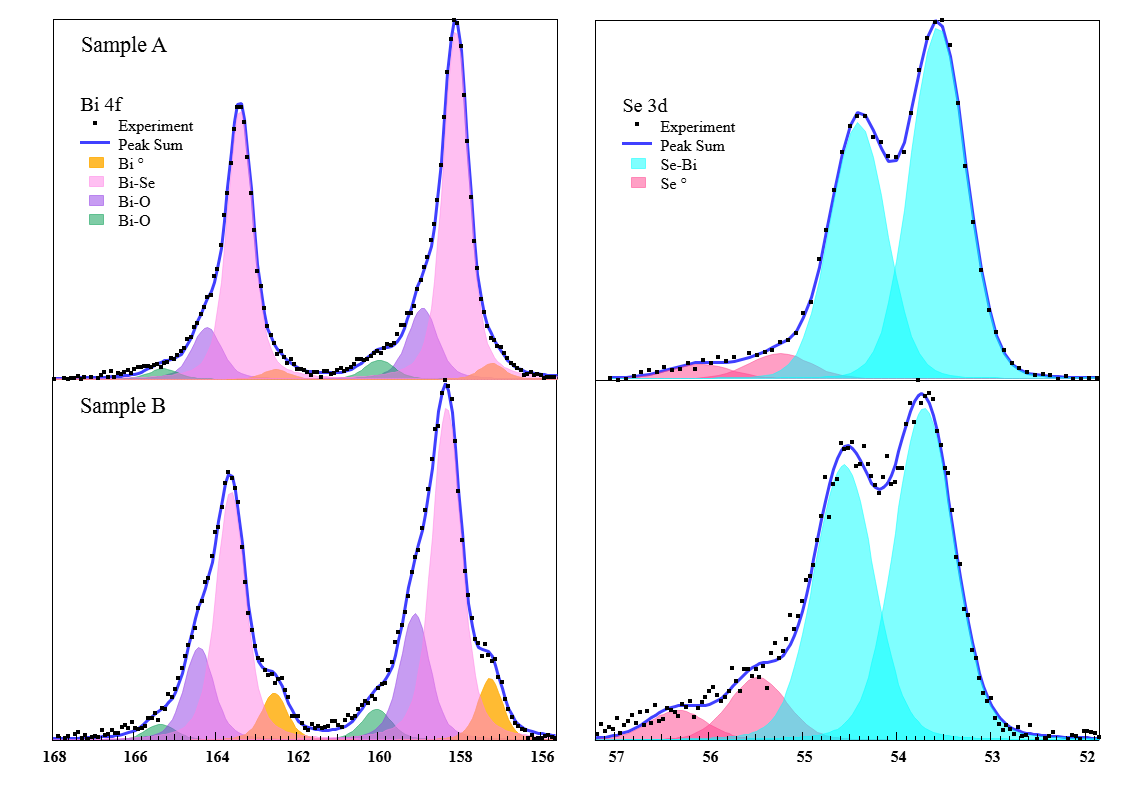 Sample A
Bi 4f
Experiment
Peak Sum
Bi °
Bi-Se
Bi-O
Bi-O
Se 3d
Experiment
Peak Sum
Se-Bi
Se °
Sample B
168 166 164 162 160 158 156
57 56 55 54 53 52